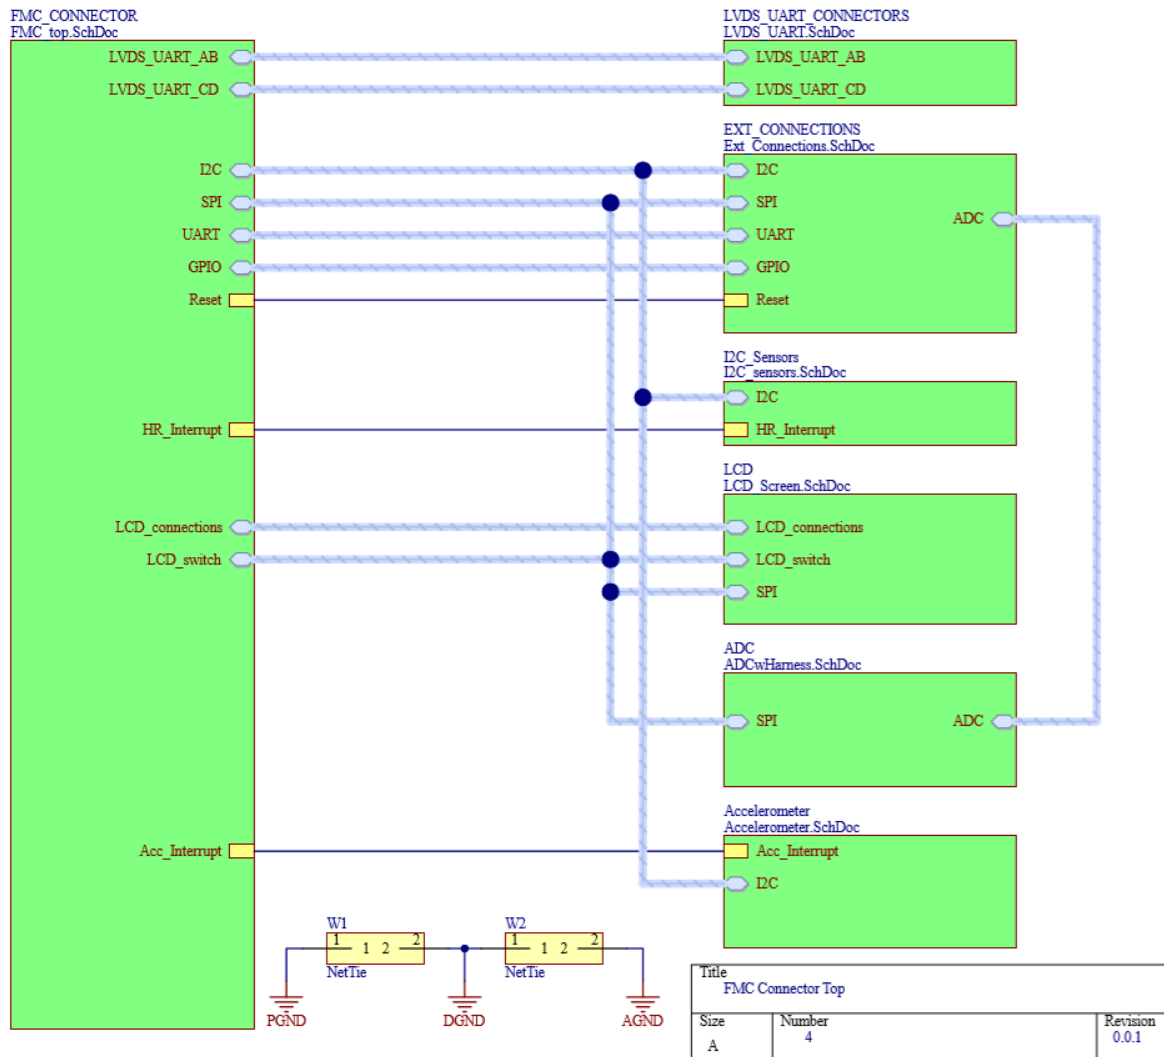 FMC_CONNECTOR
FMC_top.SchDoc
LVDS_UART_AB
LVDS_UART_CD
I2C
SPI
UART
GPIO
Reset
HR_Interrupt
LCD_connections
LCD_switch
Acc_Interrupt
LVDS_UART_CONNECTORS
LVDS_UART.SchDoc
LVDS_UART_AB
LVDS_UART_CD
EXT_CONNECTIONS
Ext_Connections.SchDoc
I2C
SPI
ADC
UART
GPIO
Reset
I2C_Sensors
I2C_sensors.SchDoc
I2C
HR_Interrupt
LCD
LCD_Screen.SchDoc
LCD_connections
LCD_switch
SPI
ADC
ADCwHarness.SchDoc
SPI ADC
Accelerometer
Accelerometer.SchDoc
Acc_Interrupt
I2C
W1
1 1 2 2
NetTie
W2
1 1 2 2
NetTie
PGND DGND AGND
Title
FMC Connector Top
Size Number Revision
A 4 0.0.1